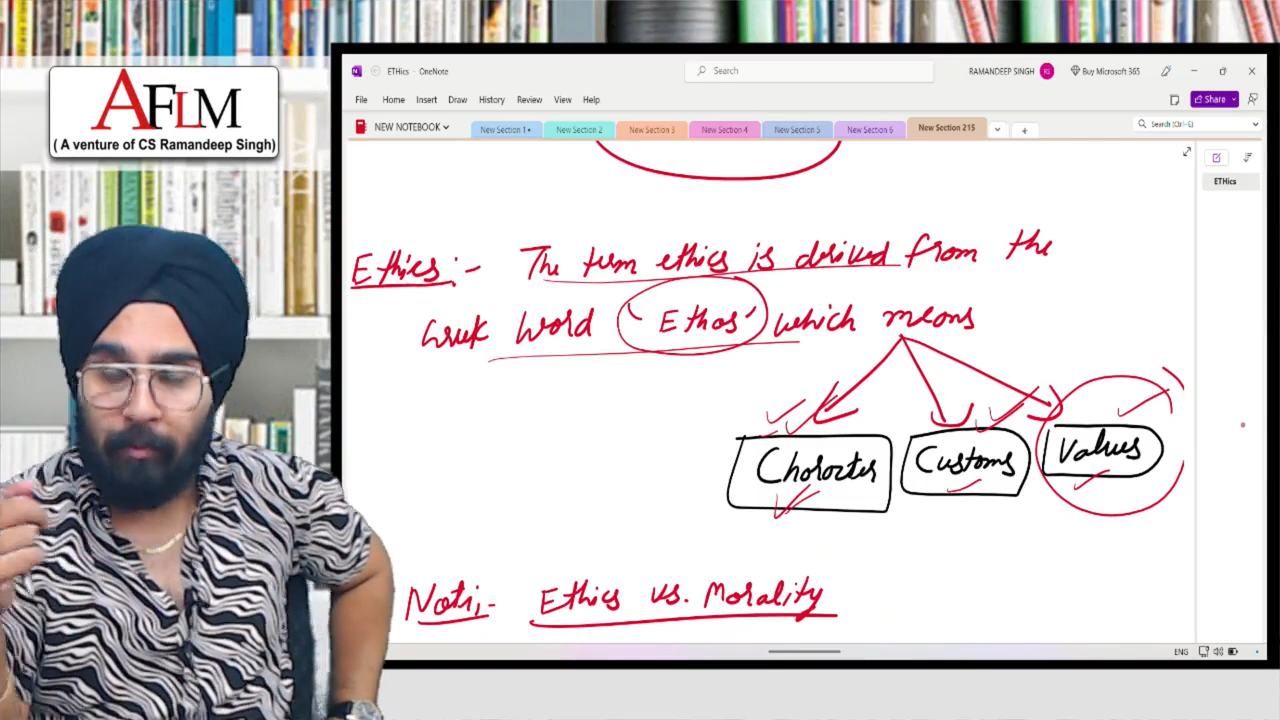 AFLM
( A venture of CS Ramandeep Singh)
ETHics - OneNote
Search
RAMANDEEP SINGH
RS
Buy Microsoft 365
File Home Insert Draw History Review View Help
Share
NEW NOTEBOOK
New Section 1
New Section 2
New Section 3
New Section 4
New Section 5
New Section 6
New Section 215
+
Search (Ctrl+E)
ETHics
Ethics:- The term ethics is derived from the
Greek Word 'Ethos' which means
Character
Customs
Values
Note:- Ethics vs. Morality
ENG